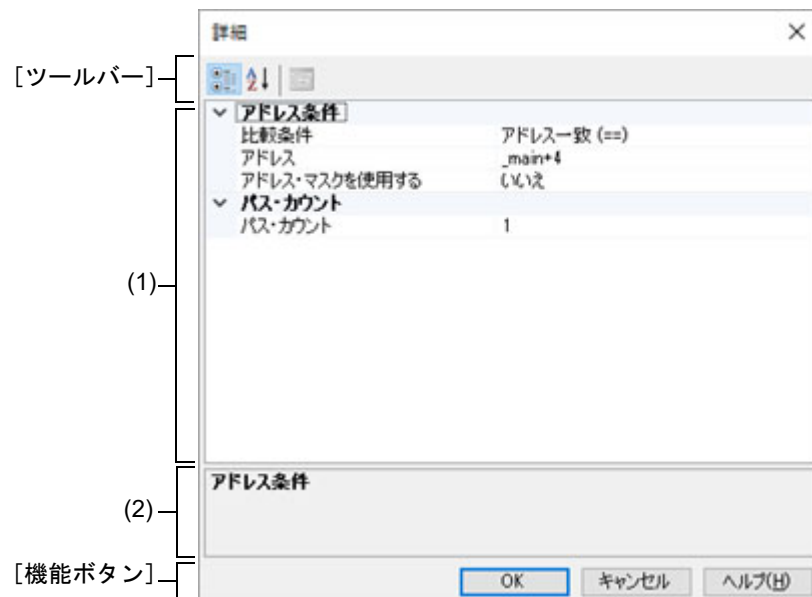 詳細
[ツールバー]
アドレス条件
比較条件 アドレス一致 (==)
アドレス _main+4
アドレス・マスクを使用する いいえ
パス・カウント
パス・カウント 1
(1)
アドレス条件
(2)
[機能ボタン]
OK キャンセル ヘルプ(H)